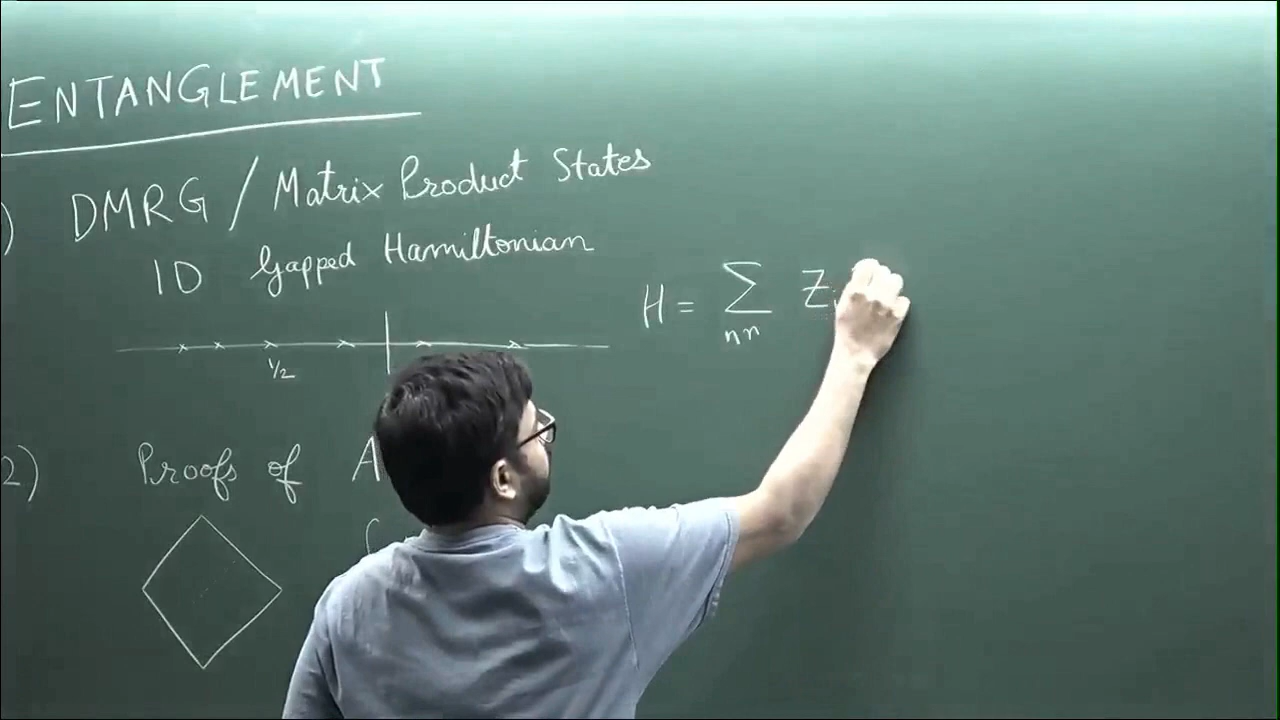 ENTANGLEMENT
) DMRG / Matrix Product States
1D Gapped Hamiltonian
H = ∑ Z
nn
1/2
2) Proofs of A